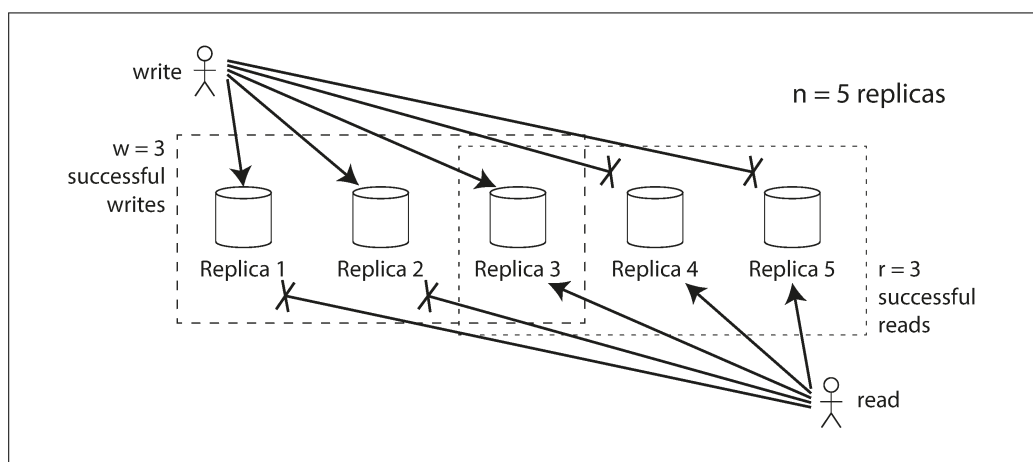 write
n = 5 replicas
w = 3
successful
writes
Replica 1
Replica 2
Replica 3
Replica 4
Replica 5
r = 3
successful
reads
read